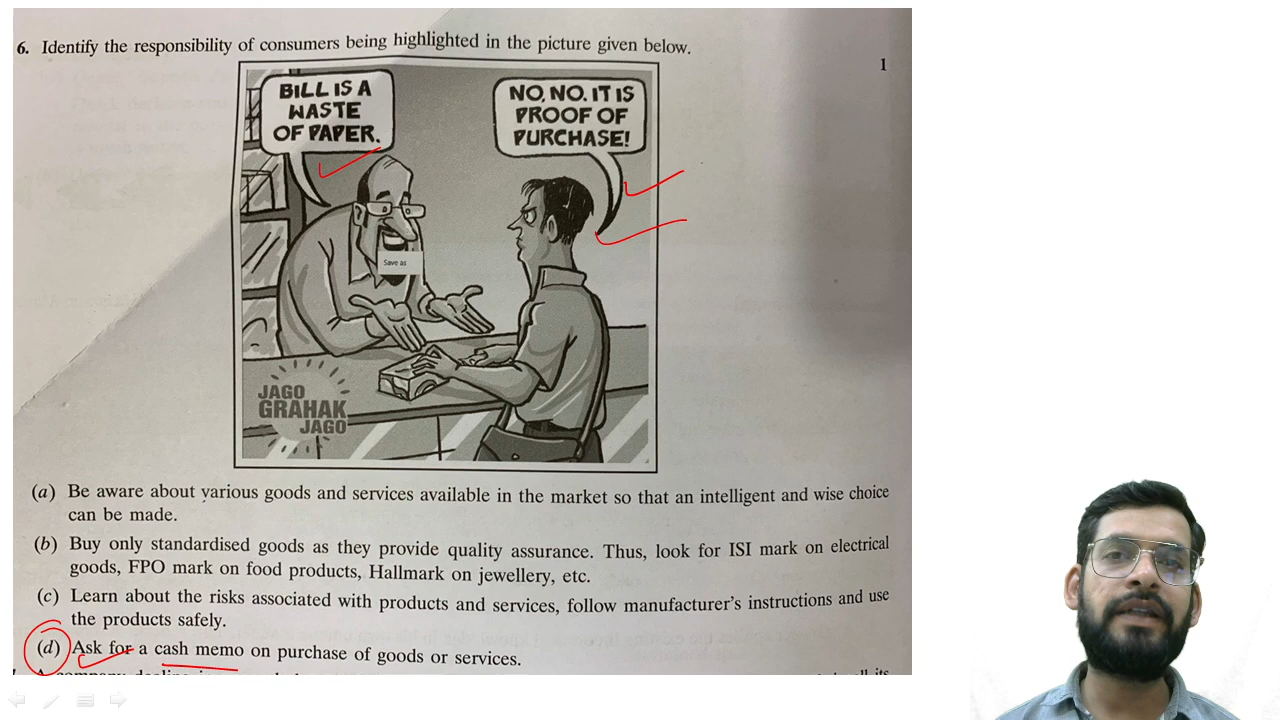 6. Identify the responsibility of consumers being highlighted in the picture given below.
1
BILL IS A
WASTE
OF PAPER.
NO, NO. IT IS
PROOF OF
PURCHASE!
Save as
JAGO
GRAHAK
JAGO
(a) Be aware about various goods and services available in the market so that an intelligent and wise choice
can be made.
(b) Buy only standardised goods as they provide quality assurance. Thus, look for ISI mark on electrical
goods, FPO mark on food products, Hallmark on jewellery, etc.
(c) Learn about the risks associated with products and services, follow manufacturer's instructions and use
the products safely.
(d) Ask for a cash memo on purchase of goods or services.